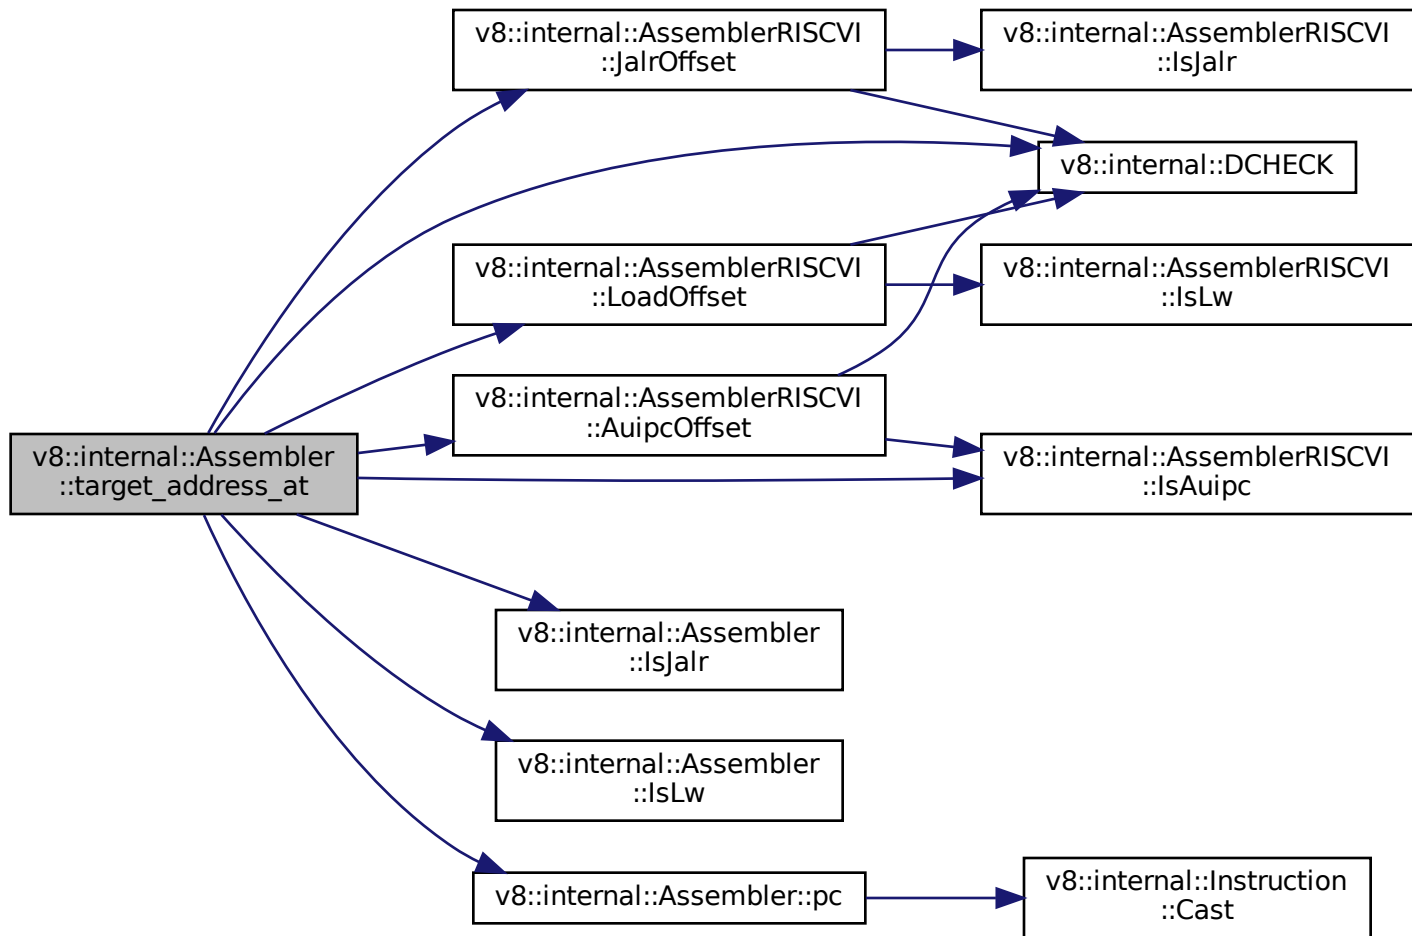 v8::internal::AssemblerRISCVI
::JalrOffset
v8::internal::AssemblerRISCVI
::IsJalr
v8::internal::DCHECK
v8::internal::AssemblerRISCVI
::LoadOffset
v8::internal::AssemblerRISCVI
::IsLw
v8::internal::AssemblerRISCVI
::AuipcOffset
v8::internal::Assembler
::target_address_at
v8::internal::AssemblerRISCVI
::IsAuipc
v8::internal::Assembler
::IsJalr
v8::internal::Assembler
::IsLw
v8::internal::Assembler::pc
v8::internal::Instruction
::Cast